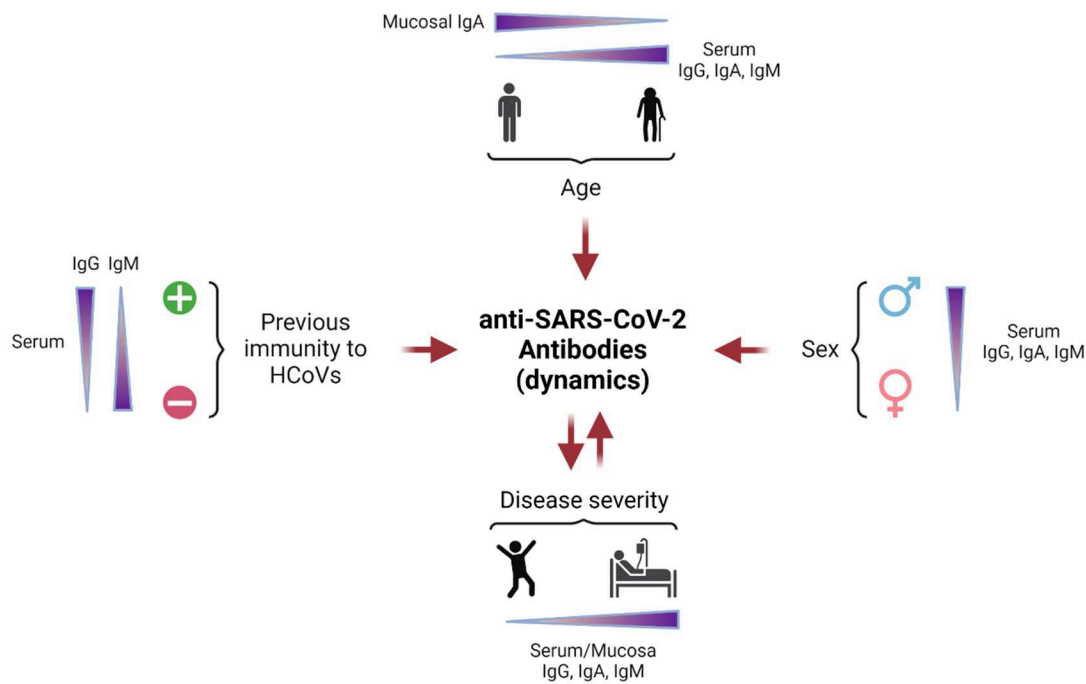 Mucosal IgA
Serum
IgG, IgA, IgM
Age
IgG IgM
Serum
Previous
immunity to
HCoVs
anti-SARS-CoV-2
Antibodies
(dynamics)
Sex
Serum
IgG, IgA, IgM
Disease severity
Serum/Mucosa
IgG, IgA, IgM